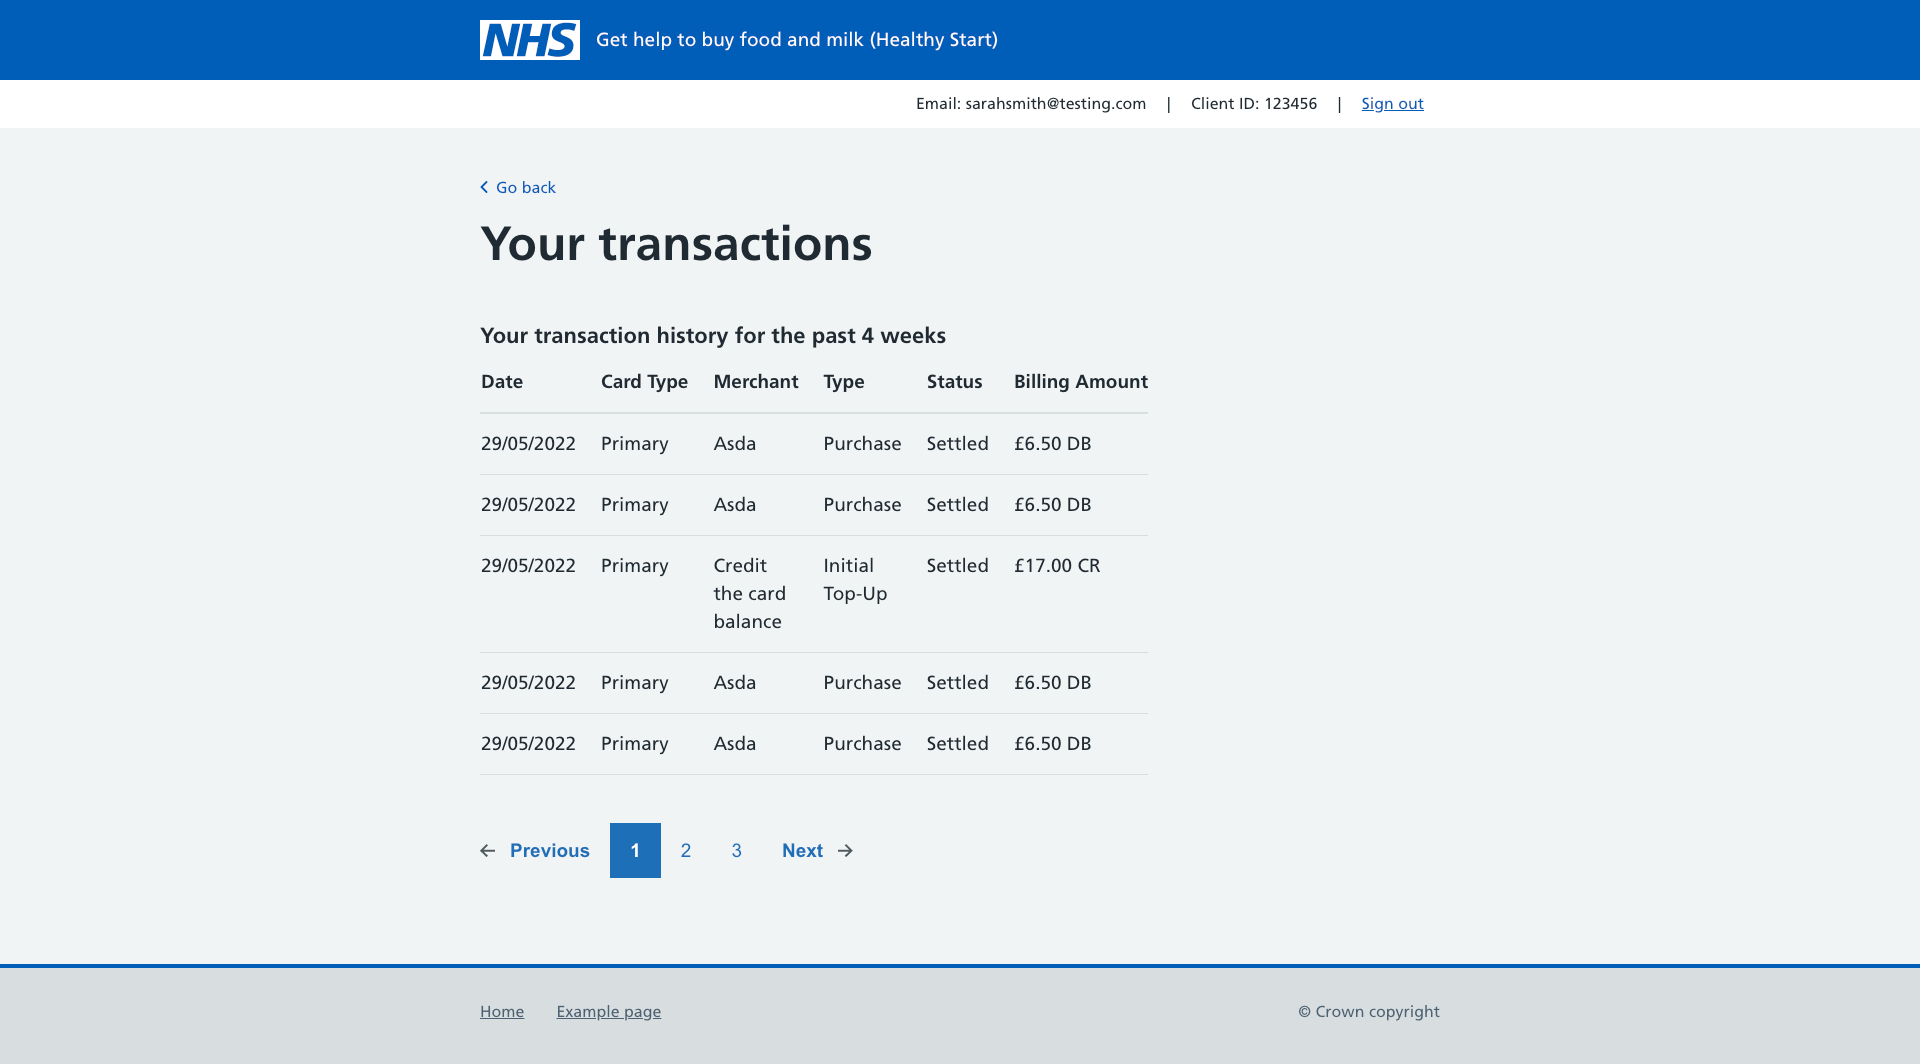 NHS Get help to buy food and milk (Healthy Start)
Email: sarahsmith@testing.com | Client ID: 123456 | Sign out
Go back
Your transactions
Your transaction history for the past 4 weeks
Date Card Type Merchant Type Status Billing Amount
29/05/2022 Primary Asda Purchase Settled £6.50 DB
29/05/2022 Primary Asda Purchase Settled £6.50 DB
29/05/2022 Primary Credit Initial Settled £17.00 CR
the card Top-Up
balance
29/05/2022 Primary Asda Purchase Settled £6.50 DB
29/05/2022 Primary Asda Purchase Settled £6.50 DB
← Previous 1 2 3 Next →
Home Example page © Crown copyright